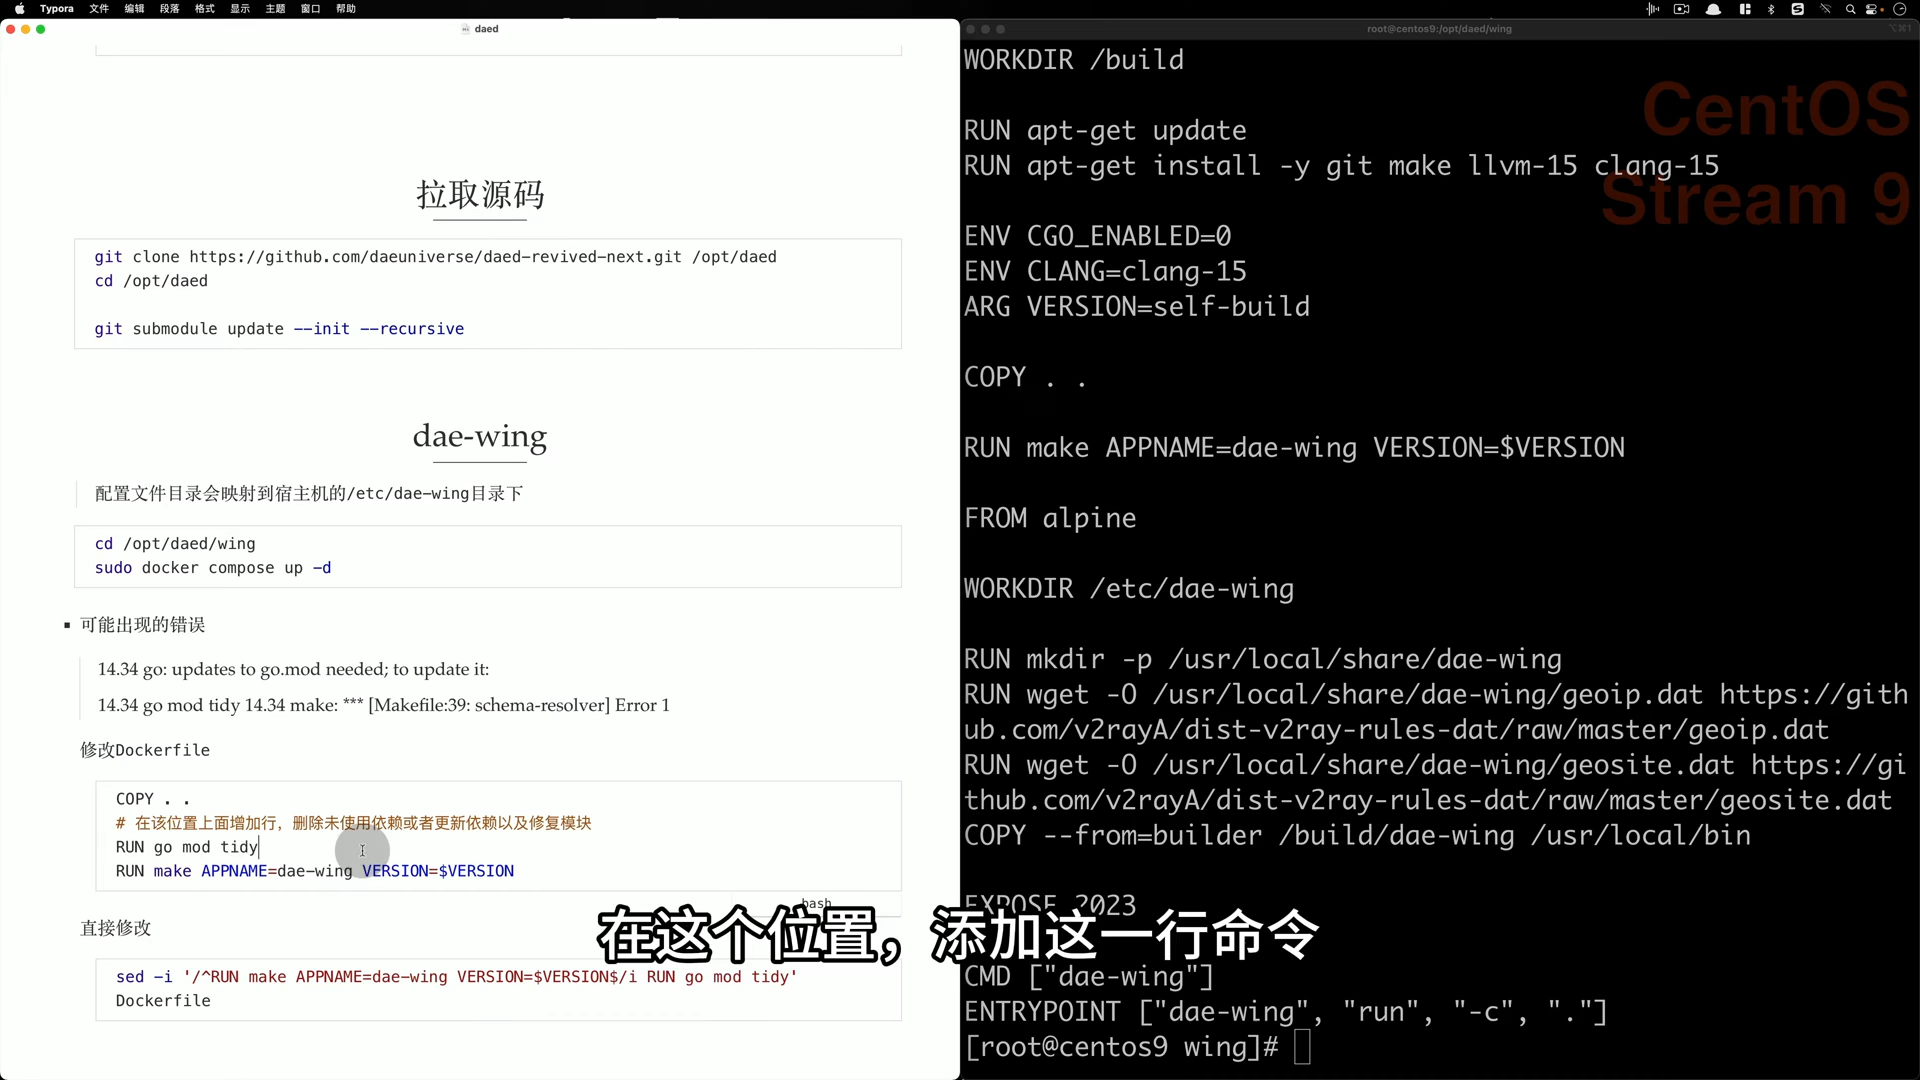 Typora 文件 编辑 段落 格式 显示 主题 窗口 帮助
daed
拉取源码
git clone https://github.com/daeuniverse/daed-revived-next.git /opt/daed
cd /opt/daed
git submodule update --init --recursive
dae-wing
配置文件目录会映射到宿主机的/etc/dae-wing目录下
cd /opt/daed/wing
sudo docker compose up -d
可能出现的错误
14.34 go: updates to go.mod needed; to update it:
14.34 go mod tidy 14.34 make: *** [Makefile:39: schema-resolver] Error 1
修改Dockerfile
COPY . .
# 在该位置上面增加行，删除未使用依赖或者更新依赖以及修复模块
RUN go mod tidy
RUN make APPNAME=dae-wing VERSION=$VERSION
bash
直接修改
sed -i '/^RUN make APPNAME=dae-wing VERSION=$VERSION$/i RUN go mod tidy'
Dockerfile
root@centos9:/opt/daed/wing
⌥⌘1
WORKDIR /build
RUN apt-get update
RUN apt-get install -y git make llvm-15 clang-15
ENV CGO_ENABLED=0
ENV CLANG=clang-15
ARG VERSION=self-build
COPY . .
RUN make APPNAME=dae-wing VERSION=$VERSION
FROM alpine
WORKDIR /etc/dae-wing
RUN mkdir -p /usr/local/share/dae-wing
RUN wget -O /usr/local/share/dae-wing/geoip.dat https://gith
ub.com/v2rayA/dist-v2ray-rules-dat/raw/master/geoip.dat
RUN wget -O /usr/local/share/dae-wing/geosite.dat https://gi
thub.com/v2rayA/dist-v2ray-rules-dat/raw/master/geosite.dat
COPY --from=builder /build/dae-wing /usr/local/bin
EXPOSE 2023
CMD ["dae-wing"]
ENTRYPOINT ["dae-wing", "run", "-c", "."]
[root@centos9 wing]#
CentOS
Stream 9
在这个位置，添加这一行命令